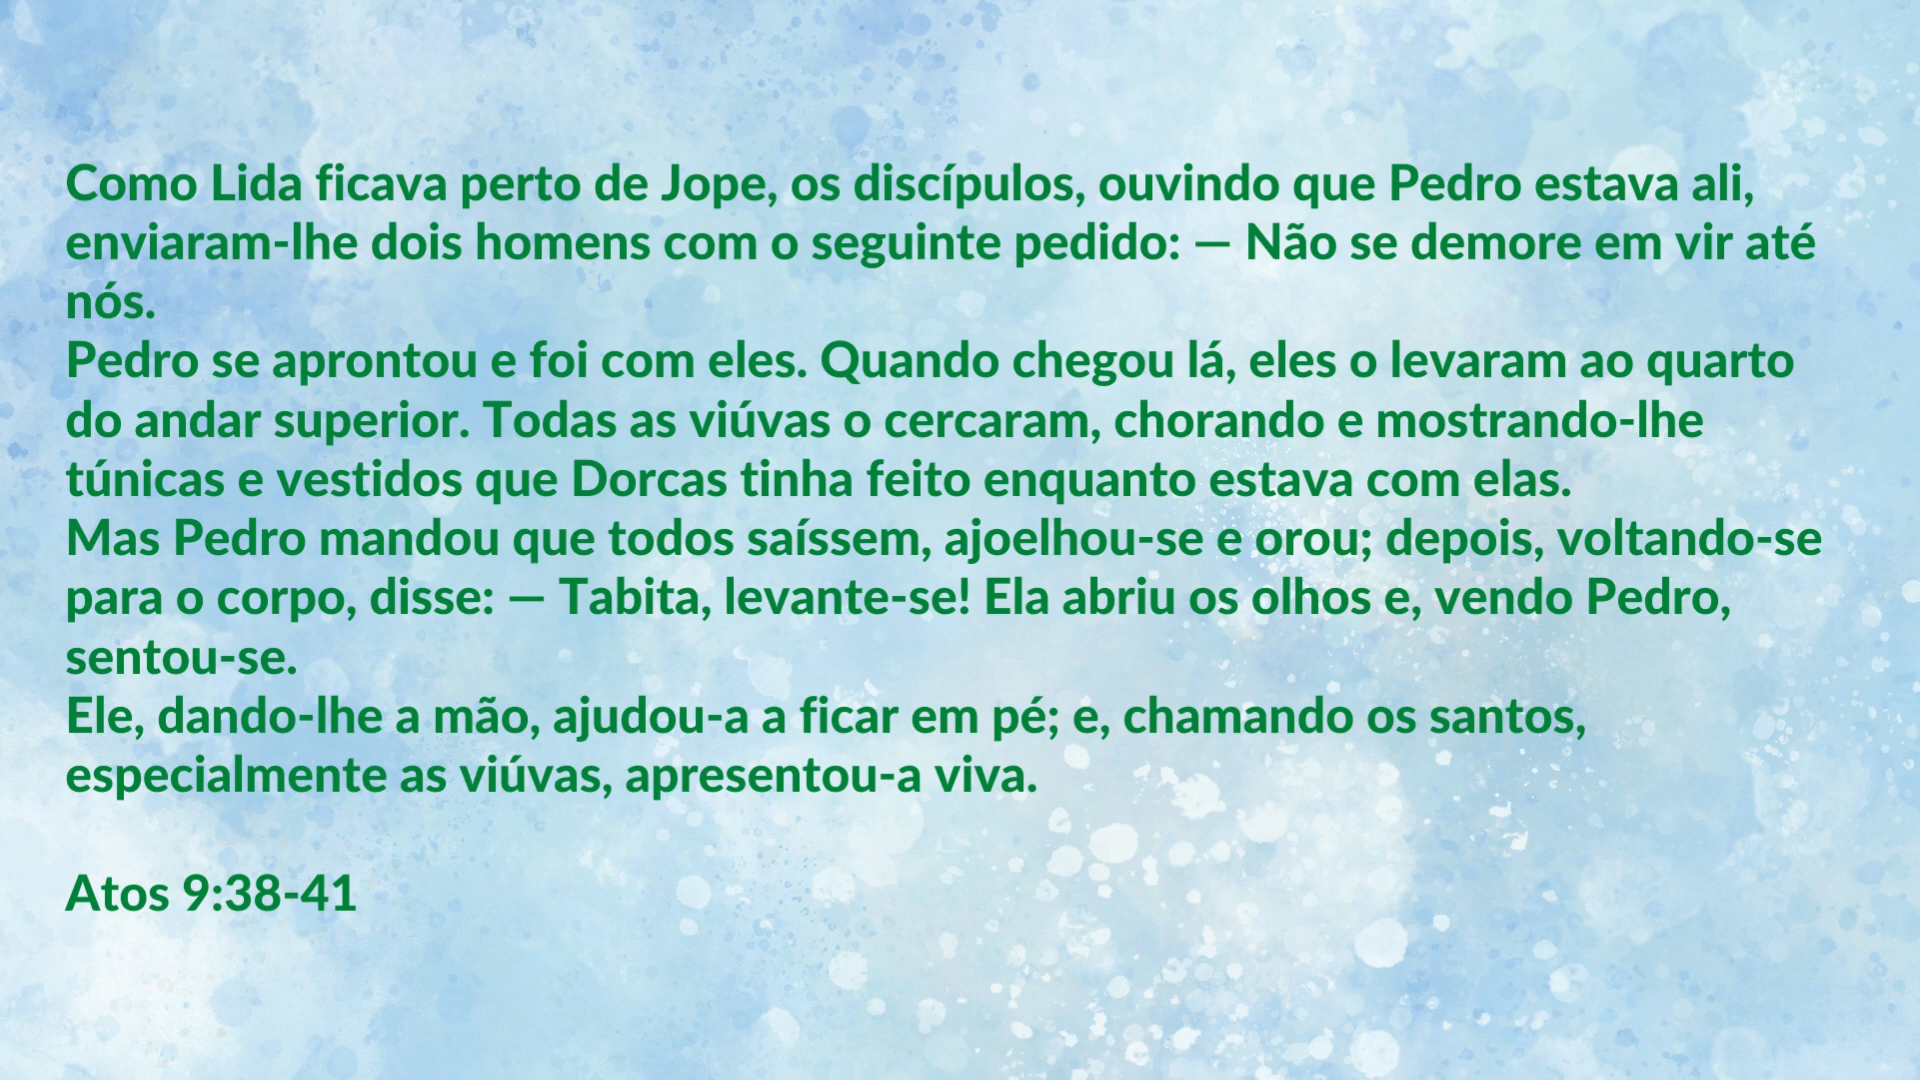 Como Lida ficava perto de Jope, os discípulos, ouvindo que Pedro estava ali,
enviaram-lhe dois homens com o seguinte pedido: — Não se demore em vir até
nós.
Pedro se aprontou e foi com eles. Quando chegou lá, eles o levaram ao quarto
do andar superior. Todas as viúvas o cercaram, chorando e mostrando-lhe
túnicas e vestidos que Dorcas tinha feito enquanto estava com elas.
Mas Pedro mandou que todos saíssem, ajoelhou-se e orou; depois, voltando-se
para o corpo, disse: — Tabita, levante-se! Ela abriu os olhos e, vendo Pedro,
sentou-se.
Ele, dando-lhe a mão, ajudou-a a ficar em pé; e, chamando os santos,
especialmente as viúvas, apresentou-a viva.
Atos 9:38-41